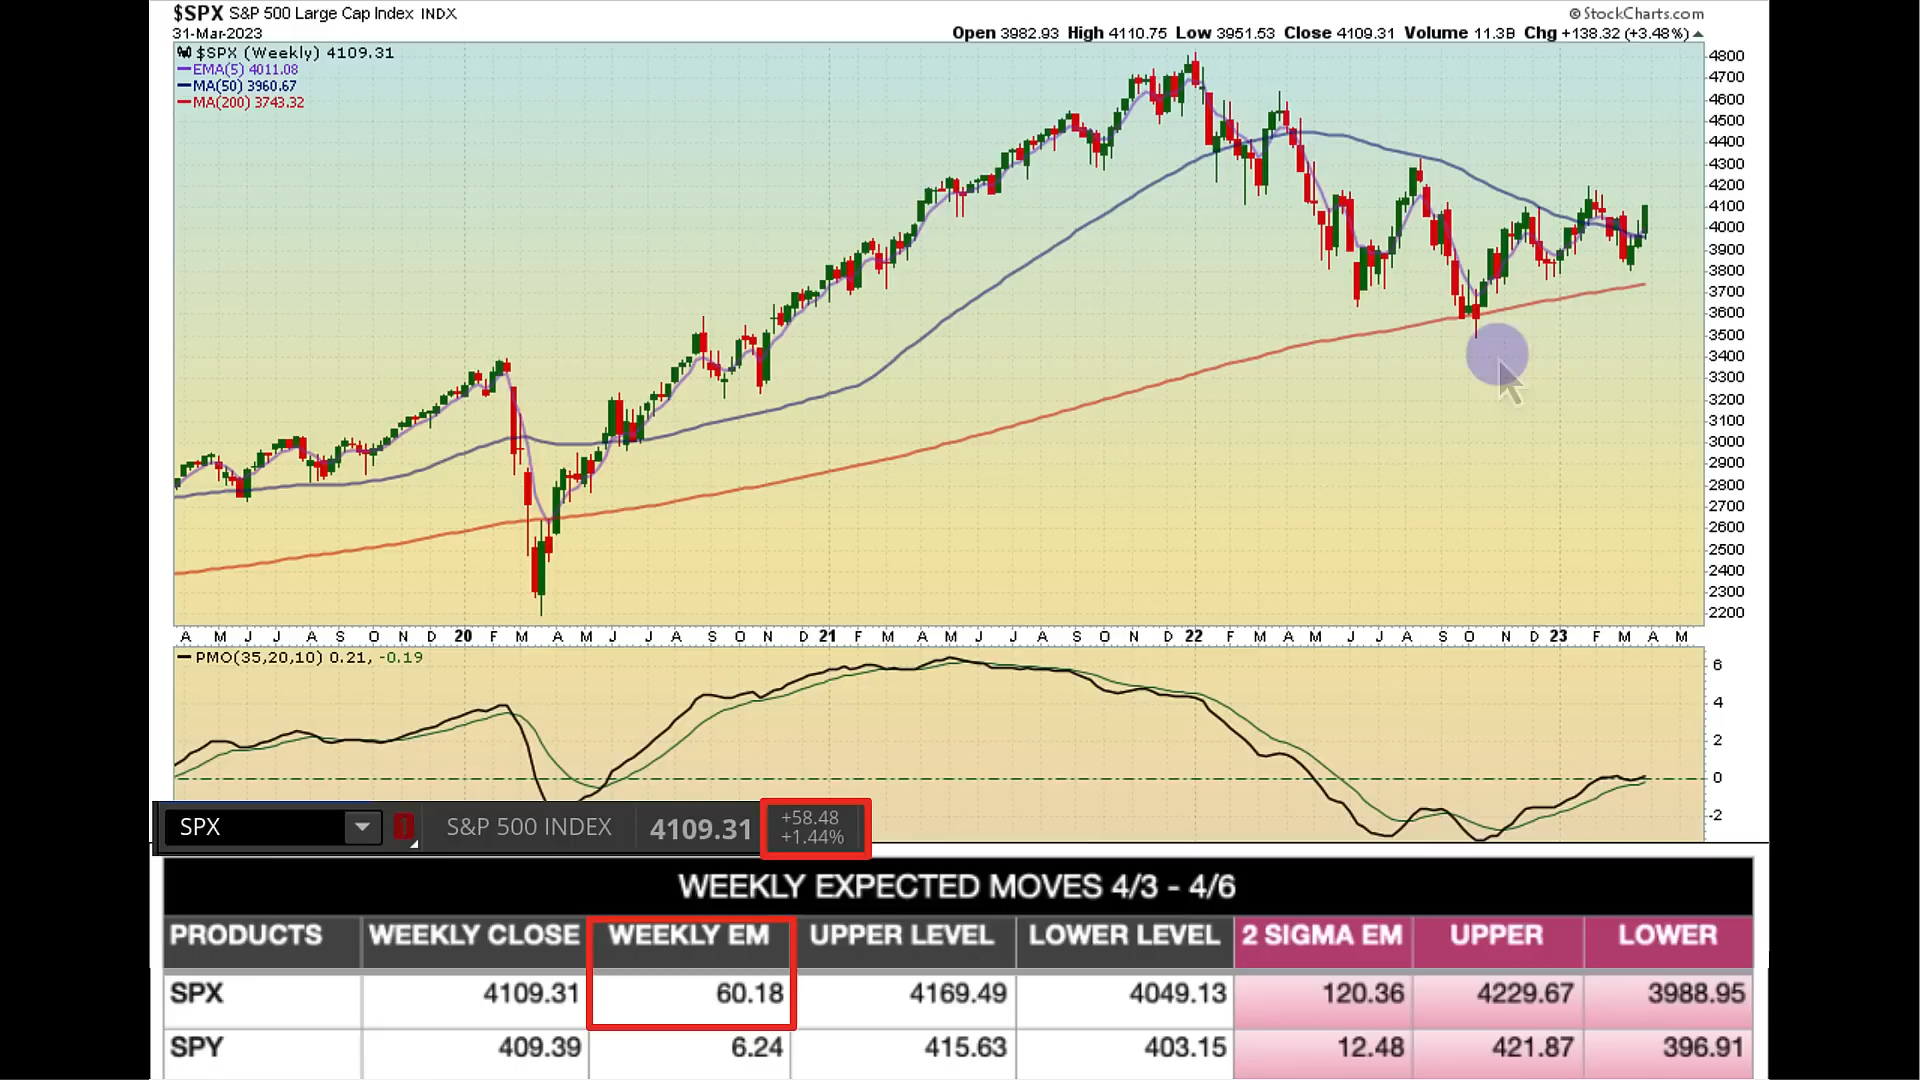 $SPX S&P 500 Large Cap Index INDX
© StockCharts.com
31-Mar-2023
Open 3982.93 High 4110.75 Low 3951.53 Close 4109.31 Volume 11.3B Chg +138.32 (+3.48%)
$SPX (Weekly) 4109.31
EMA(5) 4011.08
MA(50) 3960.67
MA(200) 3743.32
4800
4700
4600
4500
4400
4300
4200
4100
4000
3900
3800
3700
3600
3500
3400
3300
3200
3100
3000
2900
2800
2700
2600
2500
2400
2300
2200
A M J J A S O N D 20 F M A M J J A S O N D 21 F M A M J J A S O N D 22 F M A M J J A S O N D 23 F M A M
PMO(35,20,10) 0.21, -0.19
6
4
2
0
-2
SPX S&P 500 INDEX 4109.31 +58.48
+1.44%
WEEKLY EXPECTED MOVES 4/3 - 4/6
PRODUCTS WEEKLY CLOSE WEEKLY EM UPPER LEVEL LOWER LEVEL 2 SIGMA EM UPPER LOWER
SPX 4109.31 60.18 4169.49 4049.13 120.36 4229.67 3988.95
SPY 409.39 6.24 415.63 403.15 12.48 421.87 396.91